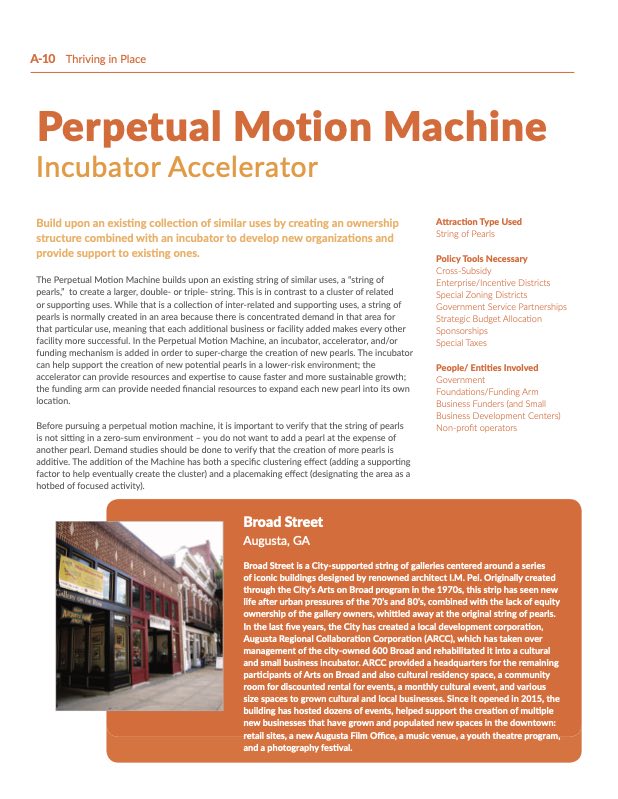 A-10 Thriving in Place
Perpetual Motion Machine
Incubator Accelerator
Build upon an existing collection of similar uses by creating an ownership
structure combined with an incubator to develop new organizations and
provide support to existing ones.
The Perpetual Motion Machine builds upon an existing string of similar uses, a "string of
pearls," to create a larger, double- or triple- string. This is in contrast to a cluster of related
or supporting uses. While that is a collection of inter-related and supporting uses, a string of
pearls is normally created in an area because there is concentrated demand in that area for
that particular use, meaning that each additional business or facility added makes every other
facility more successful. In the Perpetual Motion Machine, an incubator, accelerator, and/or
funding mechanism is added in order to super-charge the creation of new pearls. The incubator
can help support the creation of new potential pearls in a lower-risk environment; the
accelerator can provide resources and expertise to cause faster and more sustainable growth;
the funding arm can provide needed financial resources to expand each new pearl into its own
location.
Before pursuing a perpetual motion machine, it is important to verify that the string of pearls
is not sitting in a zero-sum environment – you do not want to add a pearl at the expense of
another pearl. Demand studies should be done to verify that the creation of more pearls is
additive. The addition of the Machine has both a specific clustering effect (adding a supporting
factor to help eventually create the cluster) and a placemaking effect (designating the area as a
hotbed of focused activity).
Attraction Type Used
String of Pearls
Policy Tools Necessary
Cross-Subsidy
Enterprise/Incentive Districts
Special Zoning Districts
Government Service Partnerships
Strategic Budget Allocation
Sponsorships
Special Taxes
People/ Entities Involved
Government
Foundations/Funding Arm
Business Funders (and Small
Business Development Centers)
Non-profit operators
Broad Street
Augusta, GA
Broad Street is a City-supported string of galleries centered around a series
of iconic buildings designed by renowned architect I.M. Pei. Originally created
through the City's Arts on Broad program in the 1970s, this strip has seen new
life after urban pressures of the 70's and 80's, combined with the lack of equity
ownership of the gallery owners, whittled away at the original string of pearls.
In the last five years, the City has created a local development corporation,
Augusta Regional Collaboration Corporation (ARCC), which has taken over
management of the city-owned 600 Broad and rehabilitated it into a cultural
and small business incubator. ARCC provided a headquarters for the remaining
participants of Arts on Broad and also cultural residency space, a community
room for discounted rental for events, a monthly cultural event, and various
size spaces to grown cultural and local businesses. Since it opened in 2015, the
building has hosted dozens of events, helped support the creation of multiple
new businesses that have grown and populated new spaces in the downtown:
retail sites, a new Augusta Film Office, a music venue, a youth theatre program,
and a photography festival.
Gallery on the Row